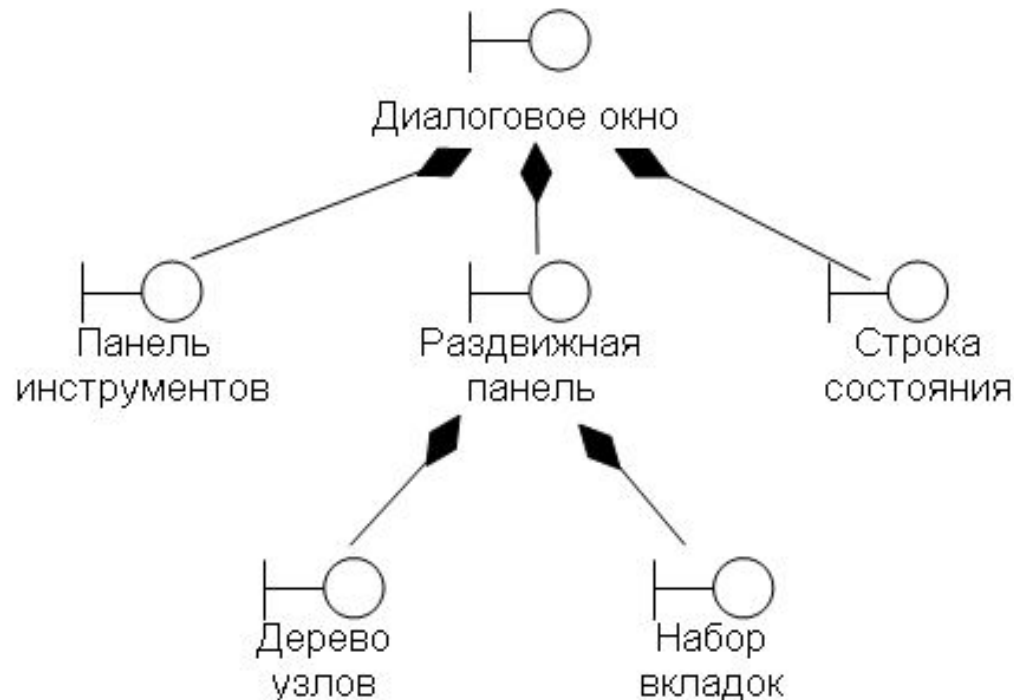 Диалоговое окно
Панель
инструментов
Раздвижная
панель
Строка
состояния
Дерево
узлов
Набор
вкладок